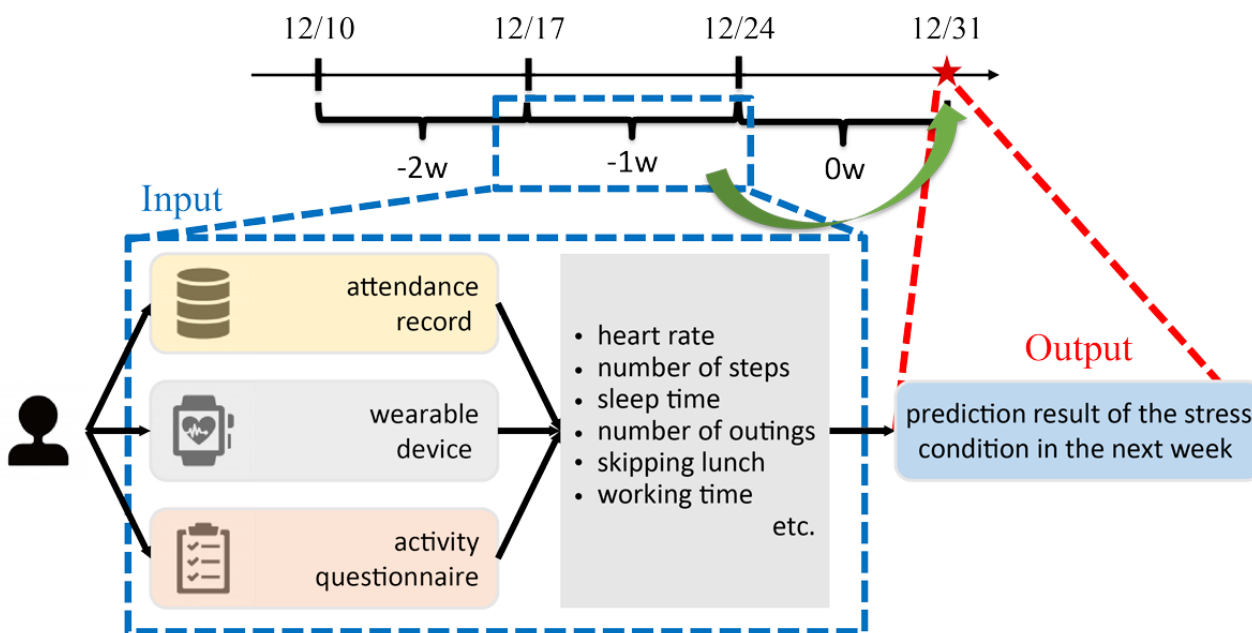 12/10 12/17 12/24 12/31
-2w -1w 0w
Input
attendance
record
wearable
device
activity
questionnaire
• heart rate
• number of steps
• sleep time
• number of outings
• skipping lunch
• working time
etc.
Output
prediction result of the stress
condition in the next week